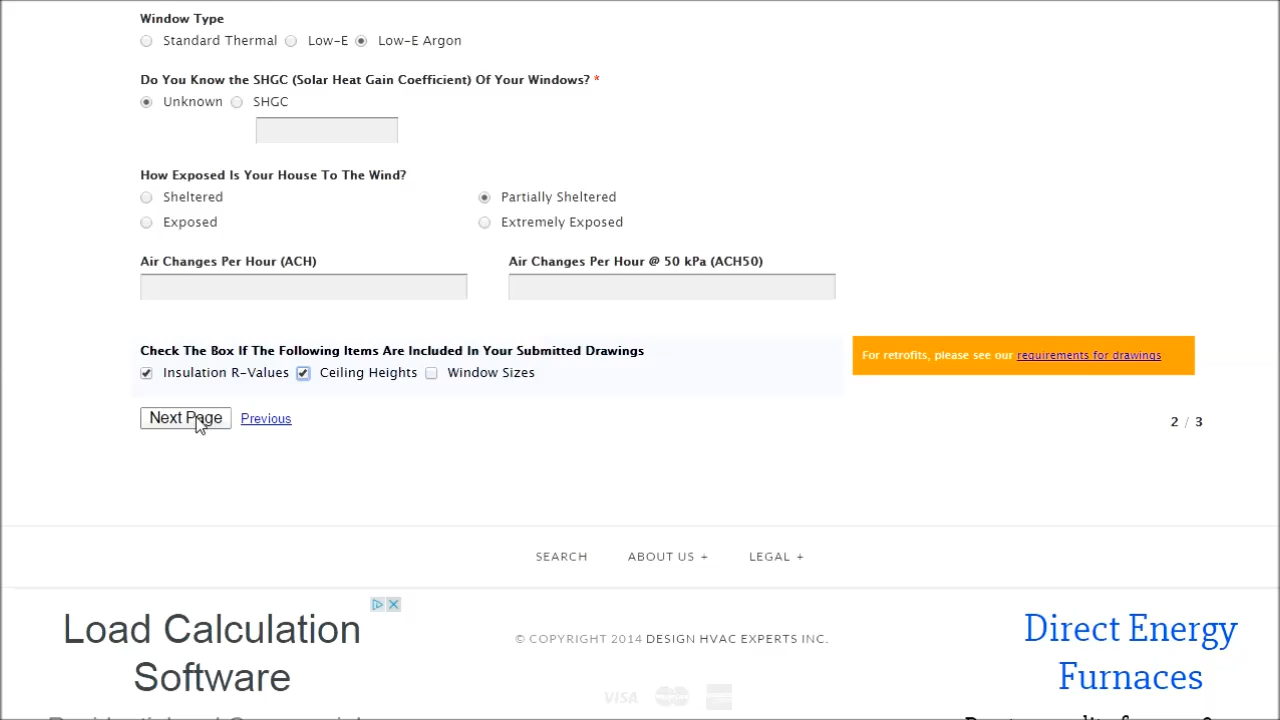 Window Type
Standard Thermal Low-E Low-E Argon
Do You Know the SHGC (Solar Heat Gain Coefficient) Of Your Windows? *
Unknown SHGC
How Exposed Is Your House To The Wind?
Sheltered Partially Sheltered
Exposed Extremely Exposed
Air Changes Per Hour (ACH) Air Changes Per Hour @ 50 kPa (ACH50)
Check The Box If The Following Items Are Included In Your Submitted Drawings
For retrofits, please see our requirements for drawings
Insulation R-Values Ceiling Heights Window Sizes
Next Page Previous
2 / 3
SEARCH ABOUT US + LEGAL +
Load Calculation
Software
© COPYRIGHT 2014 DESIGN HVAC EXPERTS INC.
Direct Energy
Furnaces
VISA